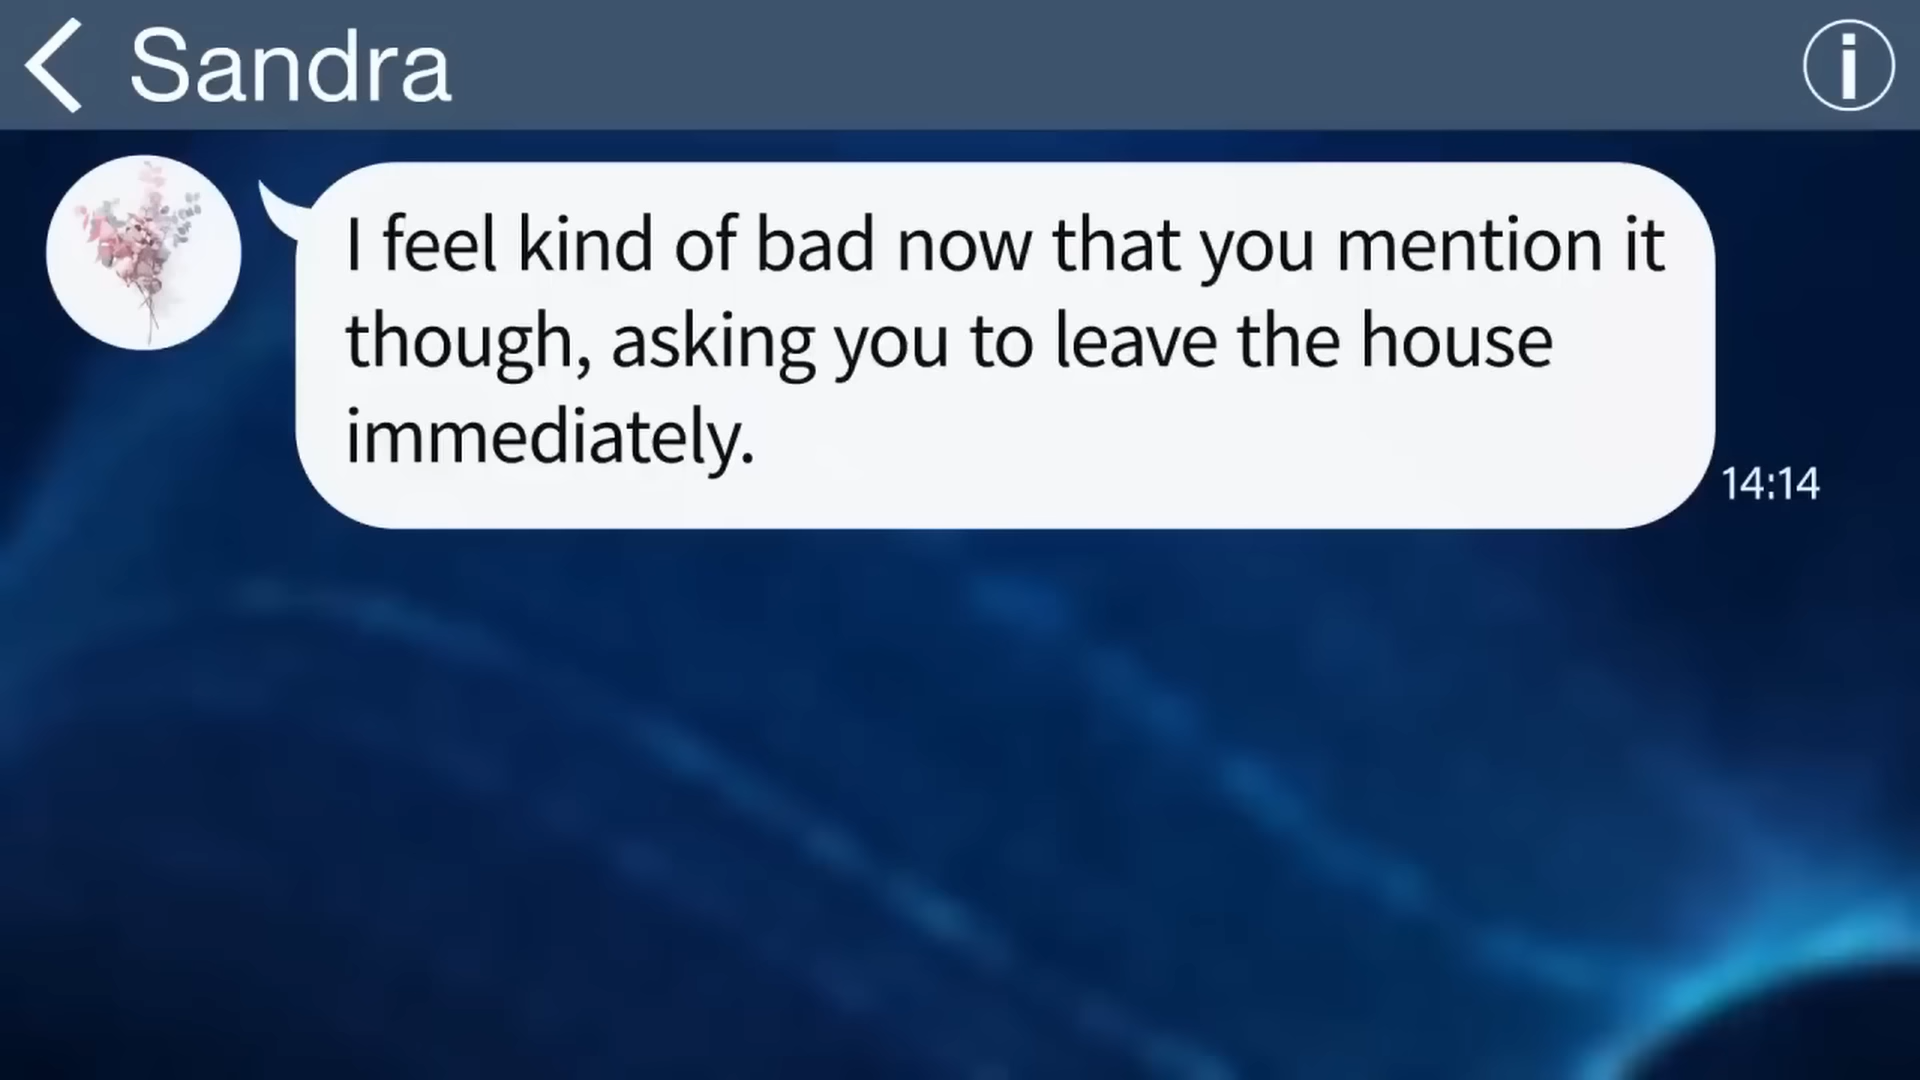 Sandra
I feel kind of bad now that you mention it
though, asking you to leave the house
immediately.
14:14